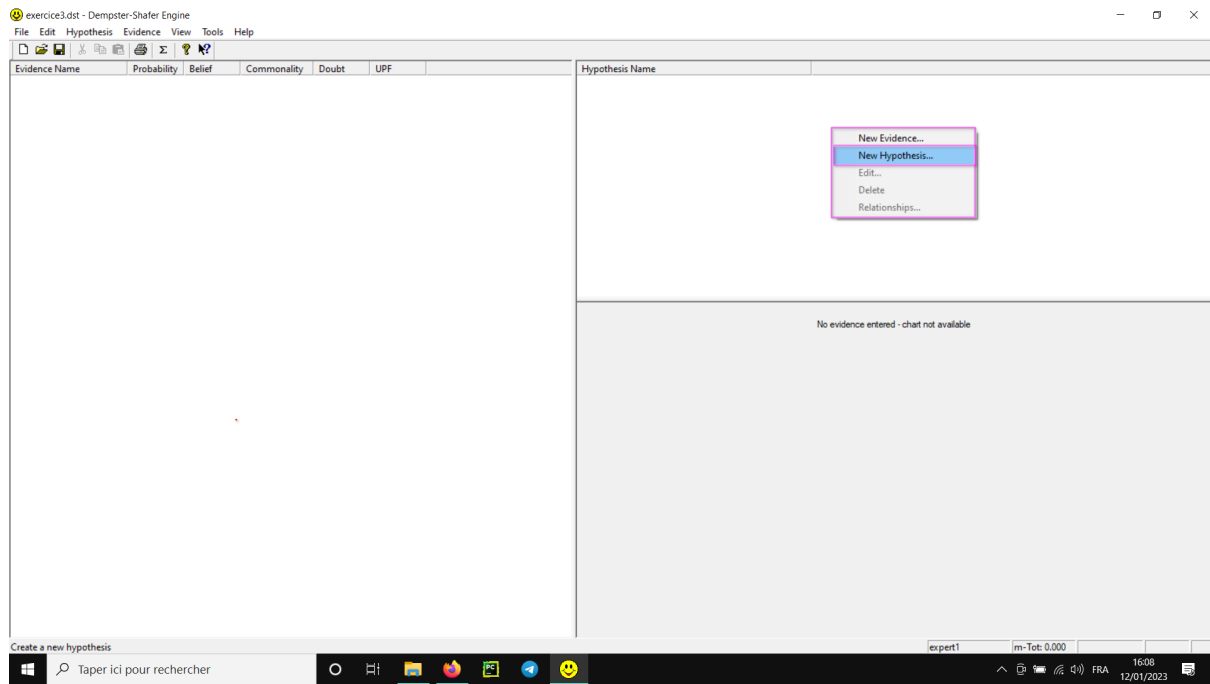 exercice3.dst - Dempster-Shafer Engine
File Edit Hypothesis Evidence View Tools Help
Evidence Name Probability Belief Commonality Doubt UPF Hypothesis Name
New Evidence...
New Hypothesis...
Edit...
Delete
Relationships...
No evidence entered - chart not available
Create a new hypothesis expert1 m-Tot: 0.000
Taper ici pour rechercher PC FRA 16:08
12/01/2023